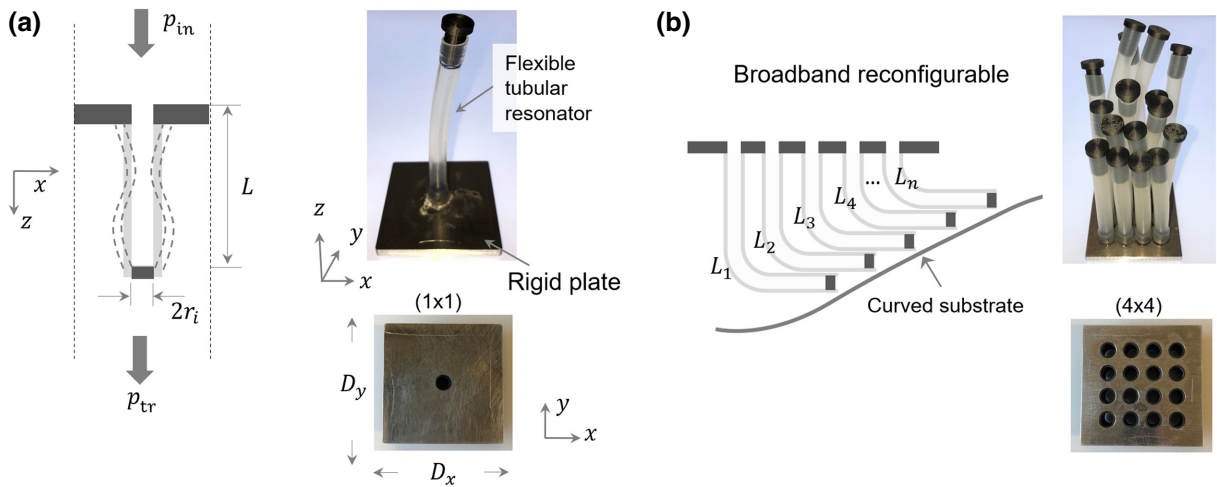 (a)
p_in
x
z
L
2r_i
p_tr
Flexible
tubular
resonator
z
y
x
Rigid plate
(1x1)
D_y
D_x
y
x
(b)
Broadband reconfigurable
L_1
L_2
L_3
L_4
...
L_n
Curved substrate
(4x4)